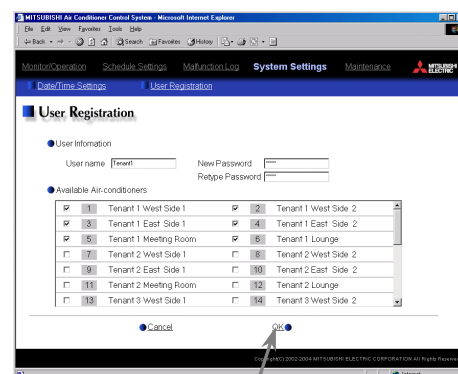 MITSUBISHI Air Conditioner Control System - Microsoft Internet Explorer
File Edit View Favorites Tools Help
Back Search Favorites History
Monitor/Operation Schedule Settings Malfunction Log System Settings Maintenance MITSUBISHI ELECTRIC
Date/Time Settings User Registration
User Registration
User Infomation
User name Tenant1 New Password
Retype Password
Available Air-conditioners
1 Tenant 1 West Side 1 2 Tenant 1 West Side 2
3 Tenant 1 East Side 1 4 Tenant 1 East Side 2
5 Tenant 1 Meeting Room 6 Tenant 1 Lounge
7 Tenant 2 West Side 1 8 Tenant 2 West Side 2
9 Tenant 2 East Side 1 10 Tenant 2 East Side 2
11 Tenant 2 Meeting Room 12 Tenant 2 Lounge
13 Tenant 3 West Side 1 14 Tenant 3 West Side 2
Cancel OK
Copyright(C) 2002-2004 MITSUBISHI ELECTRIC CORPORATION All Rights Reserved